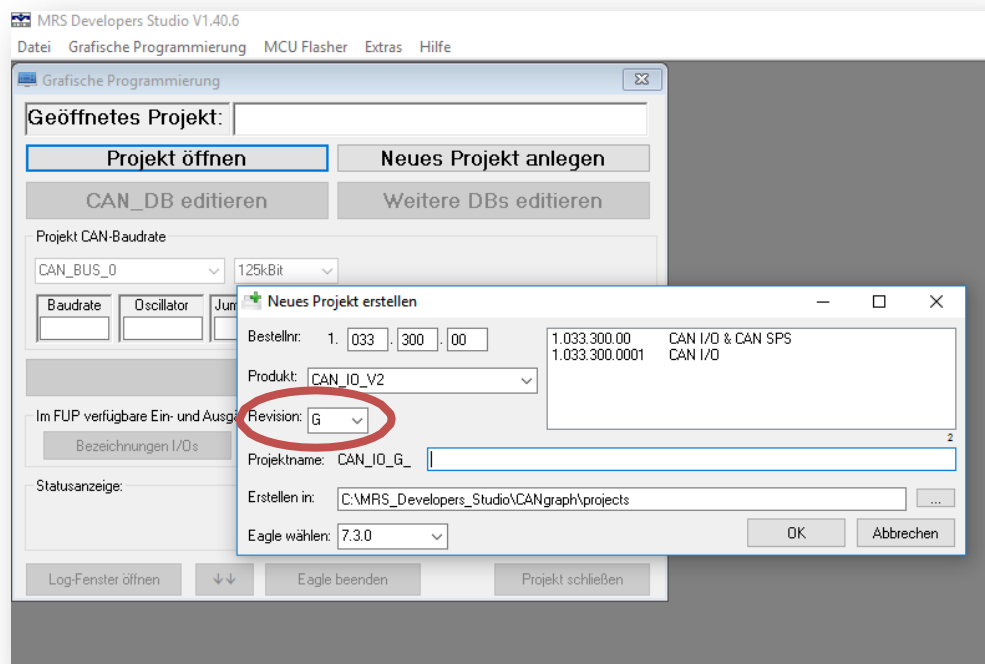 MRS Developers Studio V1.40.6
Datei Grafische Programmierung MCU Flasher Extras Hilfe
Grafische Programmierung
Geöffnetes Projekt:
Projekt öffnen Neues Projekt anlegen
CAN_DB editieren Weitere DBs editieren
Projekt CAN-Baudrate
CAN_BUS_0 125kBit
Baudrate Oscillator
Neues Projekt erstellen
Bestellnr: 1. 033 . 300 . 00
1.033.300.00 CAN I/O & CAN SPS
1.033.300.0001 CAN I/O
Produkt: CAN_IO_V2
Im FUP verfügbare Ein- und
Revision: G
2
Bezeichnungen I/Os
Projektname: CAN_IO_G_
Statusanzeige:
Erstellen in: C:\MRS_Developers_Studio\CANgraph\projects ...
Eagle wählen: 7.3.0 OK Abbrechen
Log-Fenster öffnen ↓↓ Eagle beenden Projekt schließen